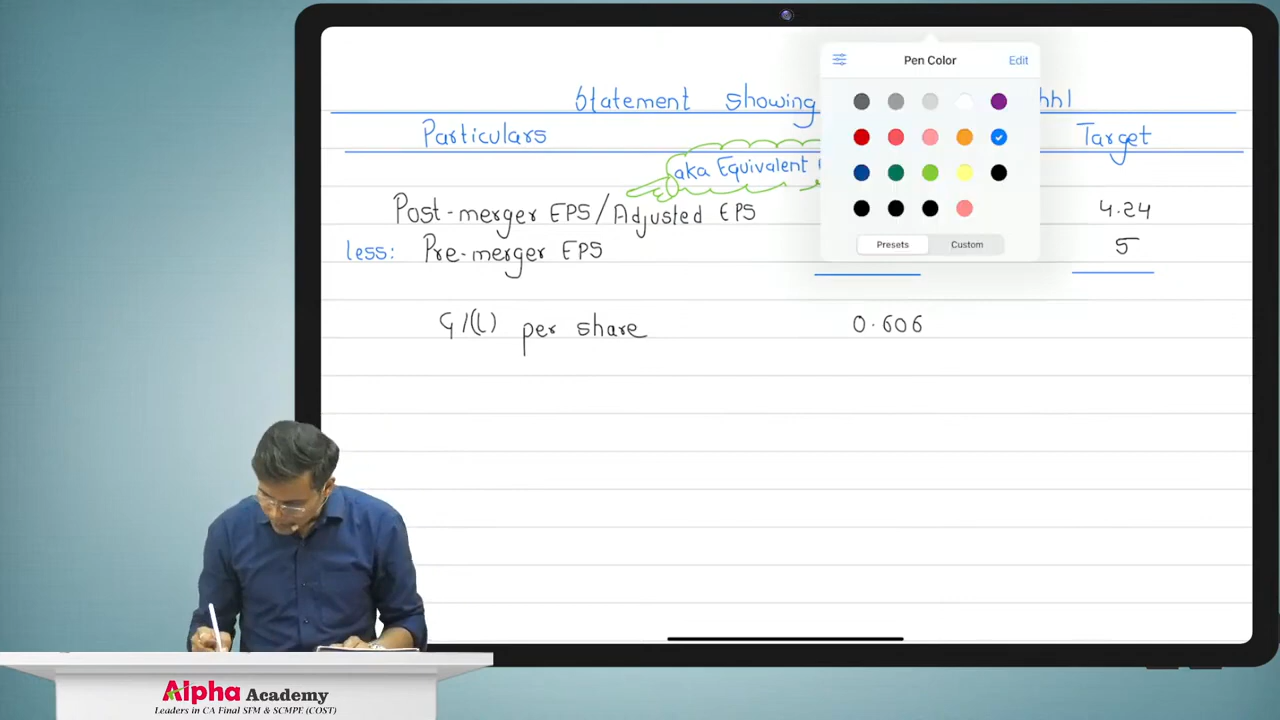 Statement showing
Particulars Target
aka Equivalent
Post-merger EPS/Adjusted EPS 4.24
less: Pre-merger EPS 5
G/(L) per share 0.606
Pen Color Edit
Presets Custom
Alpha Academy
Leaders in CA Final SFM & SCMPE (COST)